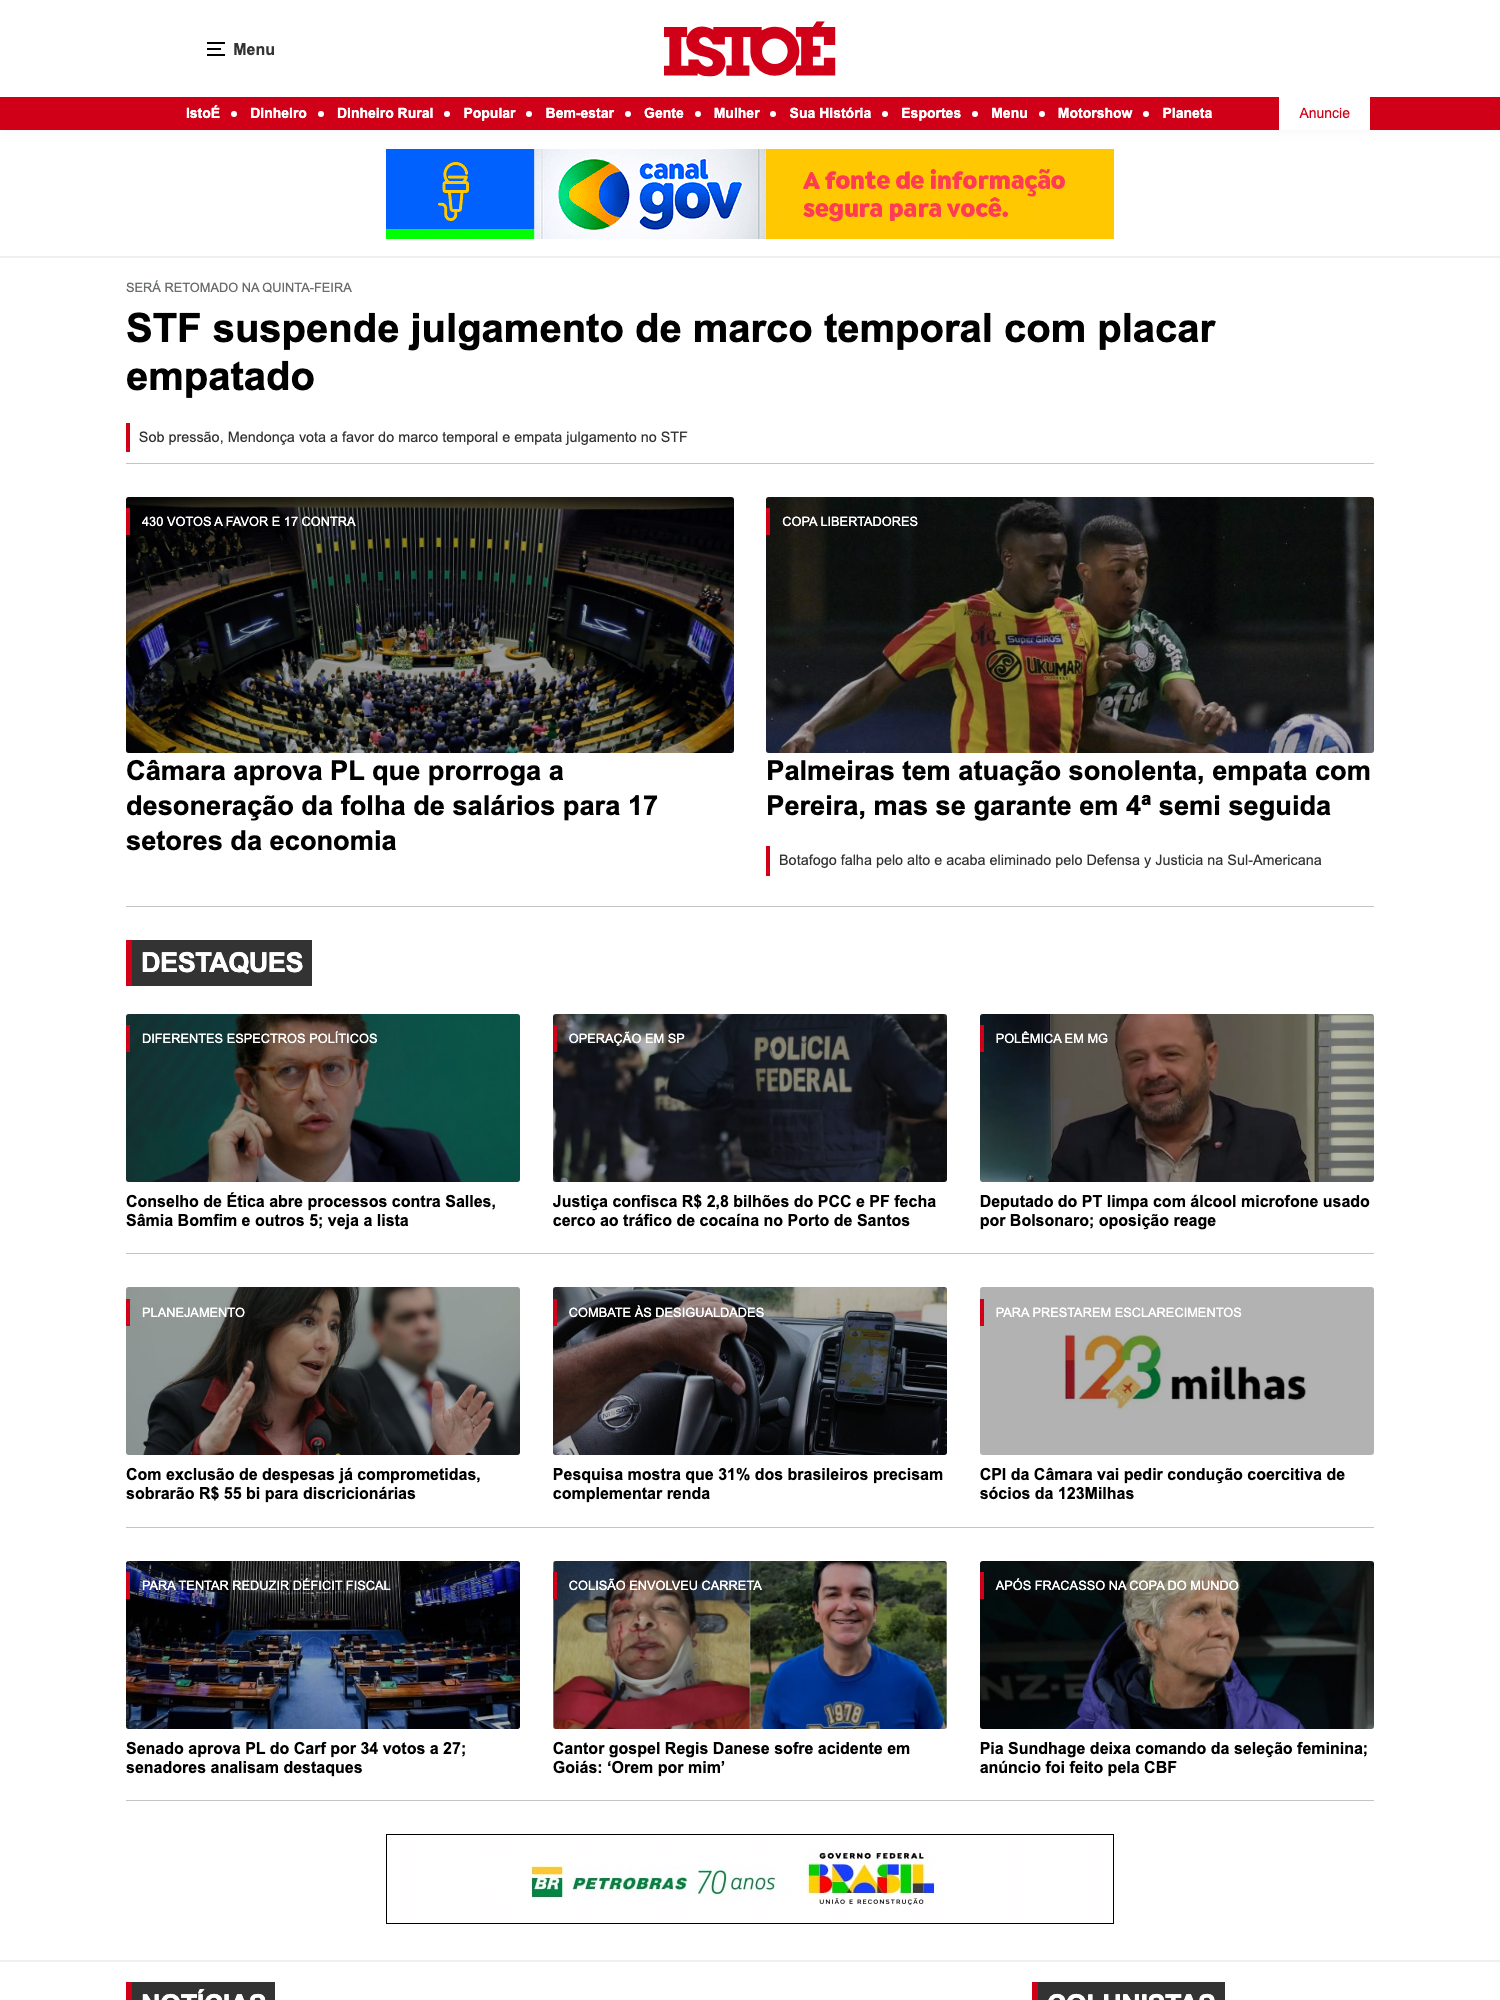 Menu
ISTOÉ
IstoÉ • Dinheiro • Dinheiro Rural • Popular • Bem-estar • Gente • Mulher • Sua História • Esportes • Menu • Motorshow • Planeta
Anuncie
canal gov
A fonte de informação
segura para você.
SERÁ RETOMADO NA QUINTA-FEIRA
STF suspende julgamento de marco temporal com placar
empatado
Sob pressão, Mendonça vota a favor do marco temporal e empata julgamento no STF
430 VOTOS A FAVOR E 17 CONTRA
Câmara aprova PL que prorroga a
desoneração da folha de salários para 17
setores da economia
COPA LIBERTADORES
SuperGIROS
UKUMARI
Palmeiras tem atuação sonolenta, empata com
Pereira, mas se garante em 4ª semi seguida
Botafogo falha pelo alto e acaba eliminado pelo Defensa y Justicia na Sul-Americana
DESTAQUES
DIFERENTES ESPECTROS POLÍTICOS
Conselho de Ética abre processos contra Salles,
Sâmia Bomfim e outros 5; veja a lista
OPERAÇÃO EM SP
POLÍCIA
FEDERAL
Justiça confisca R$ 2,8 bilhões do PCC e PF fecha
cerco ao tráfico de cocaína no Porto de Santos
POLÊMICA EM MG
Deputado do PT limpa com álcool microfone usado
por Bolsonaro; oposição reage
PLANEJAMENTO
Com exclusão de despesas já comprometidas,
sobrarão R$ 55 bi para discricionárias
COMBATE ÀS DESIGUALDADES
NISSAN
Pesquisa mostra que 31% dos brasileiros precisam
complementar renda
PARA PRESTAREM ESCLARECIMENTOS
123 milhas
CPI da Câmara vai pedir condução coercitiva de
sócios da 123Milhas
PARA TENTAR REDUZIR DÉFICIT FISCAL
Senado aprova PL do Carf por 34 votos a 27;
senadores analisam destaques
COLISÃO ENVOLVEU CARRETA
1978
Cantor gospel Regis Danese sofre acidente em
Goiás: ‘Orem por mim’
APÓS FRACASSO NA COPA DO MUNDO
Pia Sundhage deixa comando da seleção feminina;
anúncio foi feito pela CBF
BR PETROBRAS 70 anos
GOVERNO FEDERAL
BRASIL
UNIÃO E RECONSTRUÇÃO
NOTÍCIAS
COLUNISTAS